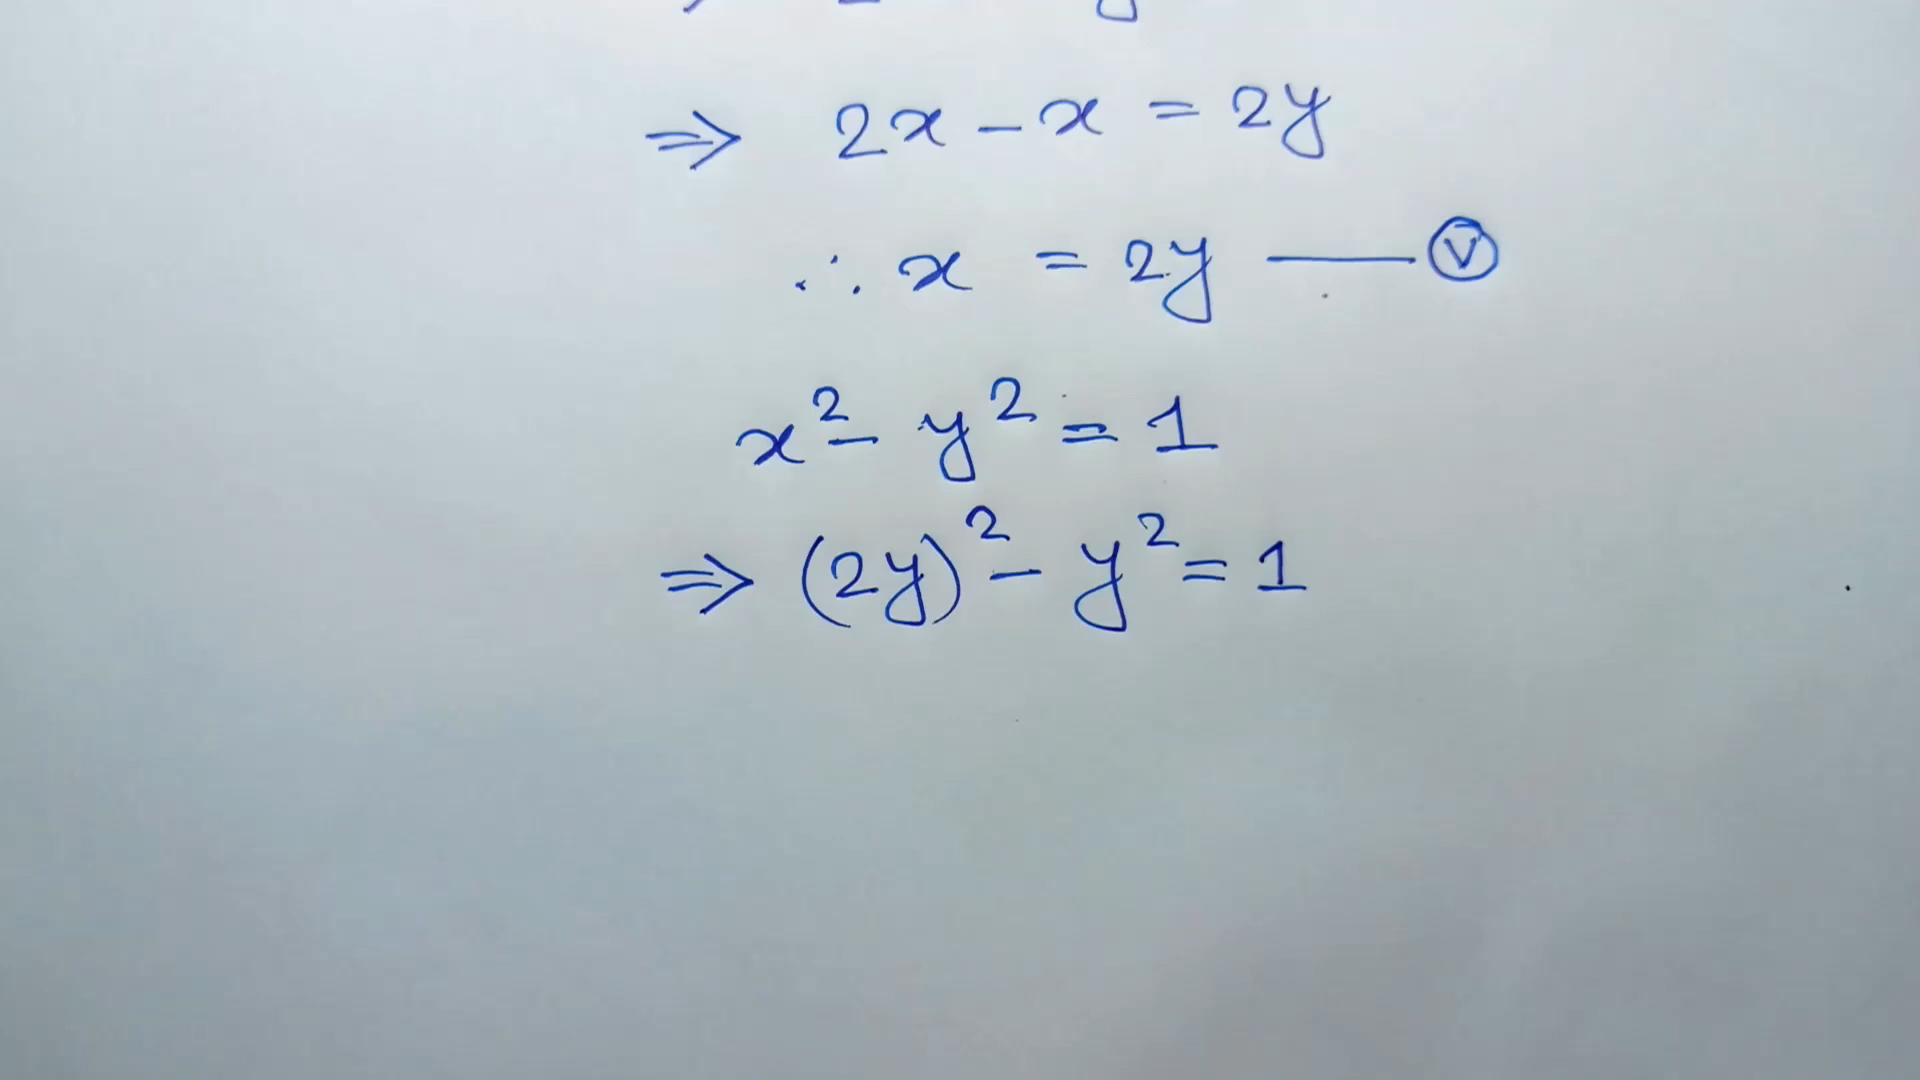 ⇒ 2x - x = 2y
∴ x = 2y —— Ⓥ
x² - y² = 1
⇒ (2y)² - y² = 1